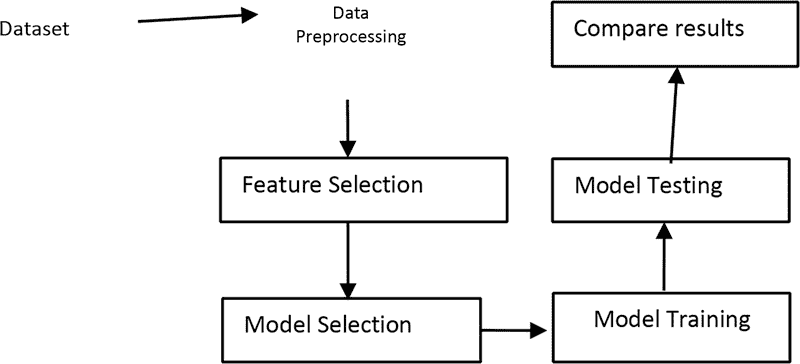 Dataset
Data
Preprocessing
Feature Selection
Model Selection
Model Training
Model Testing
Compare results